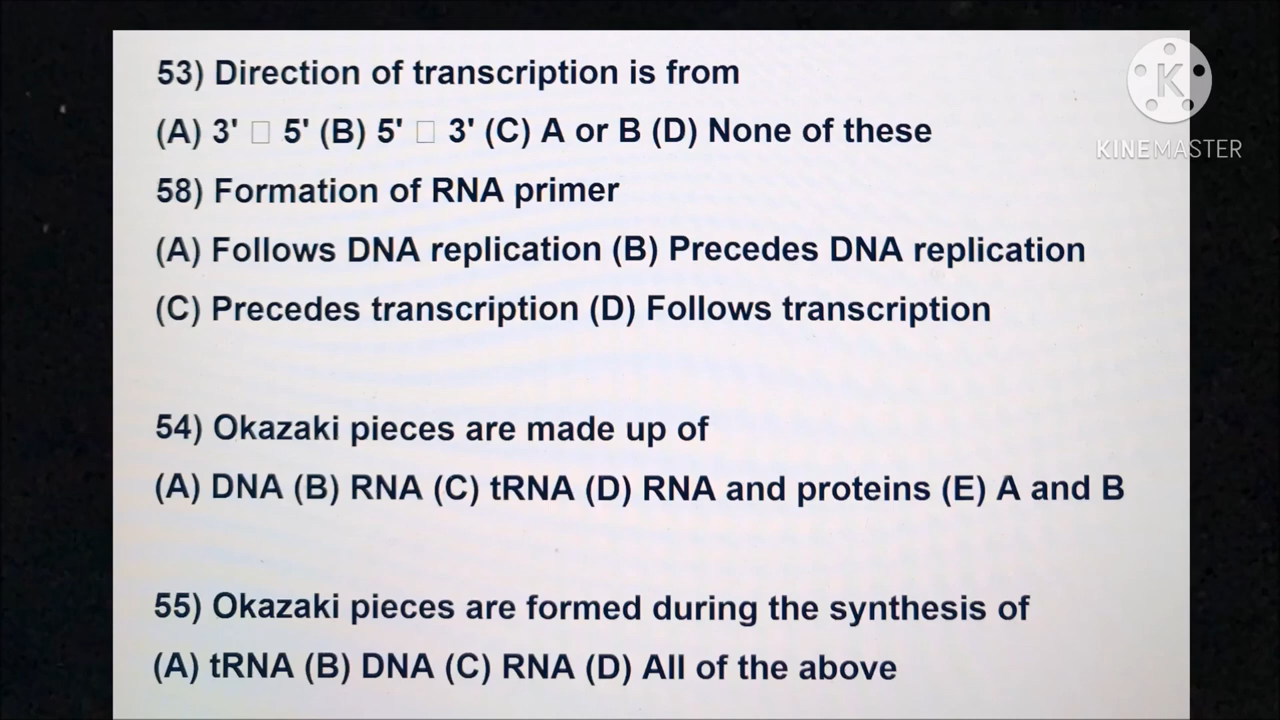 53) Direction of transcription is from
(A) 3' □ 5' (B) 5' □ 3' (C) A or B (D) None of these
58) Formation of RNA primer
(A) Follows DNA replication (B) Precedes DNA replication
(C) Precedes transcription (D) Follows transcription
54) Okazaki pieces are made up of
(A) DNA (B) RNA (C) tRNA (D) RNA and proteins (E) A and B
55) Okazaki pieces are formed during the synthesis of
(A) tRNA (B) DNA (C) RNA (D) All of the above
K
KINEMASTER